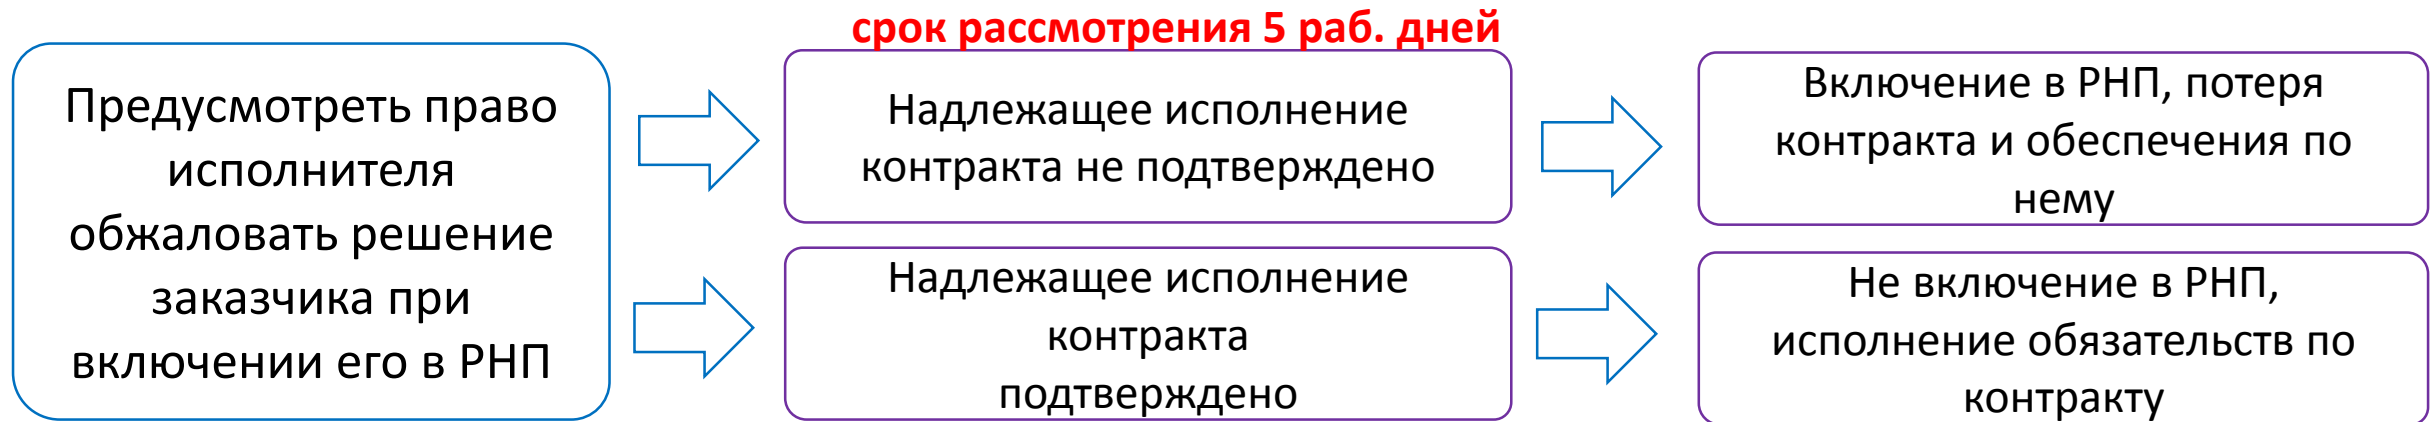 срок рассмотрения 5 раб. дней
Предусмотреть право
исполнителя
обжаловать решение
заказчика при
включении его в РНП
Надлежащее исполнение
контракта не подтверждено
Включение в РНП, потеря
контракта и обеспечения по
нему
Надлежащее исполнение
контракта
подтверждено
Не включение в РНП,
исполнение обязательств по
контракту